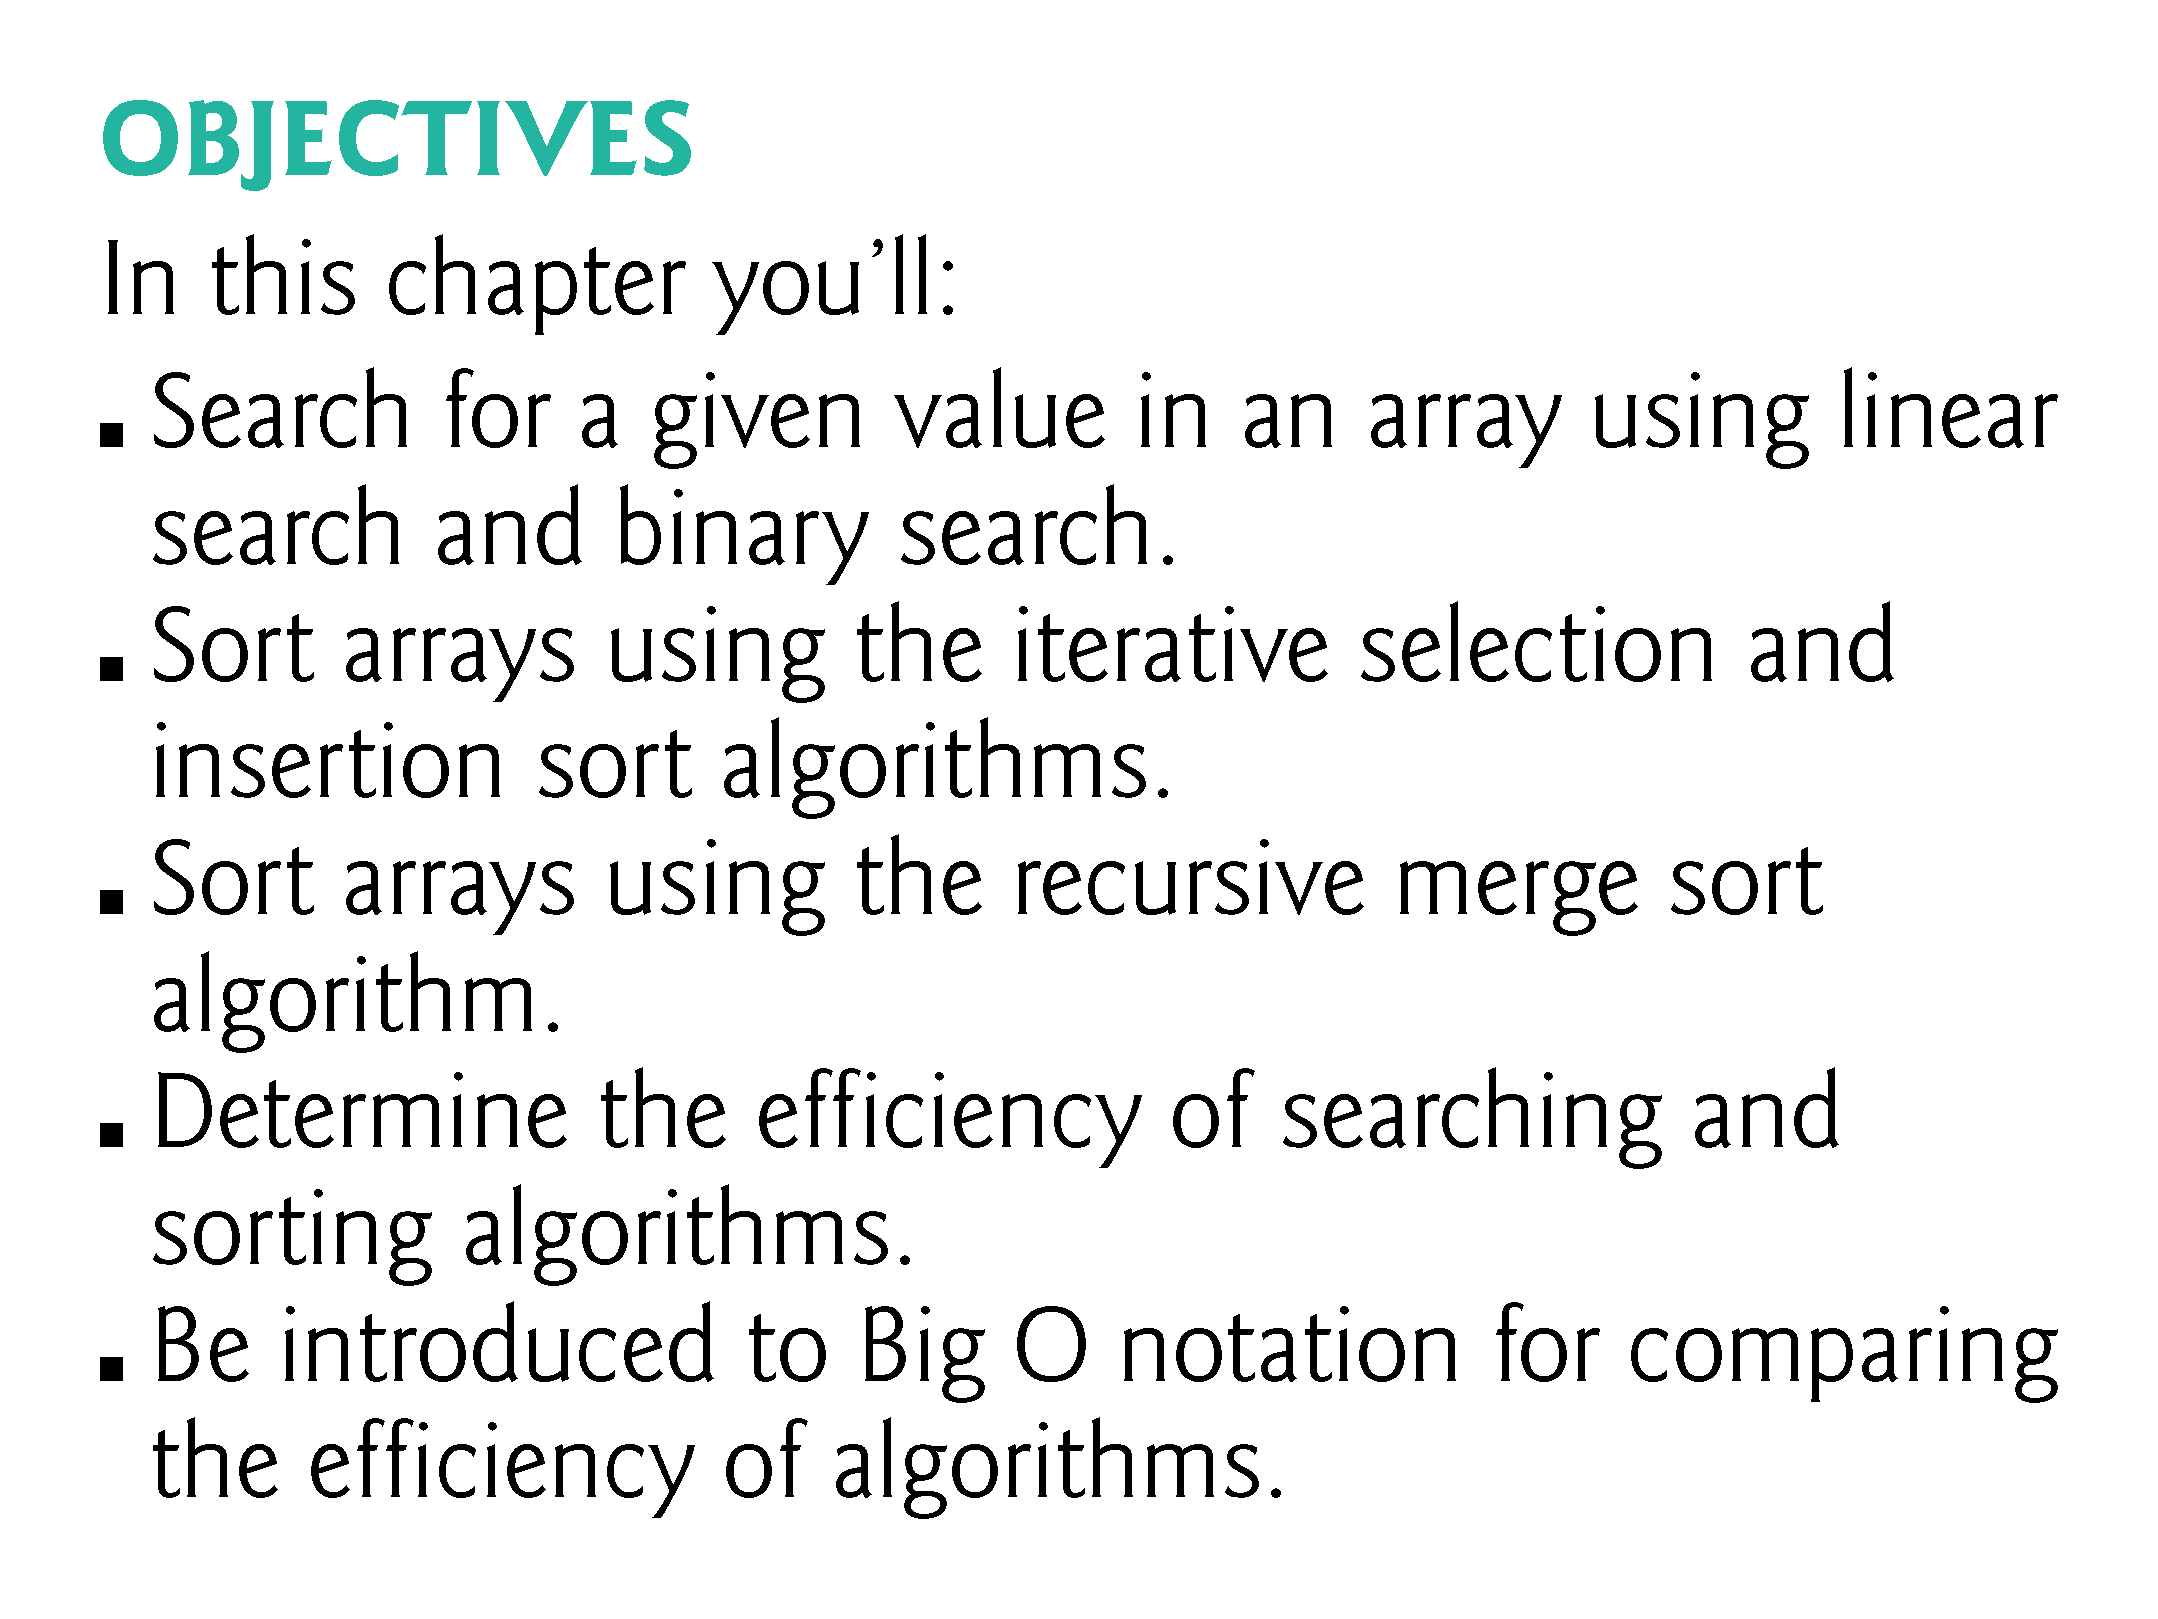 OBJECTIVES
In this chapter you’ll:
■ Search for a given value in an array using linear
search and binary search.
■ Sort arrays using the iterative selection and
insertion sort algorithms.
■ Sort arrays using the recursive merge sort
algorithm.
■ Determine the efficiency of searching and
sorting algorithms.
■ Be introduced to Big O notation for comparing
the efficiency of algorithms.